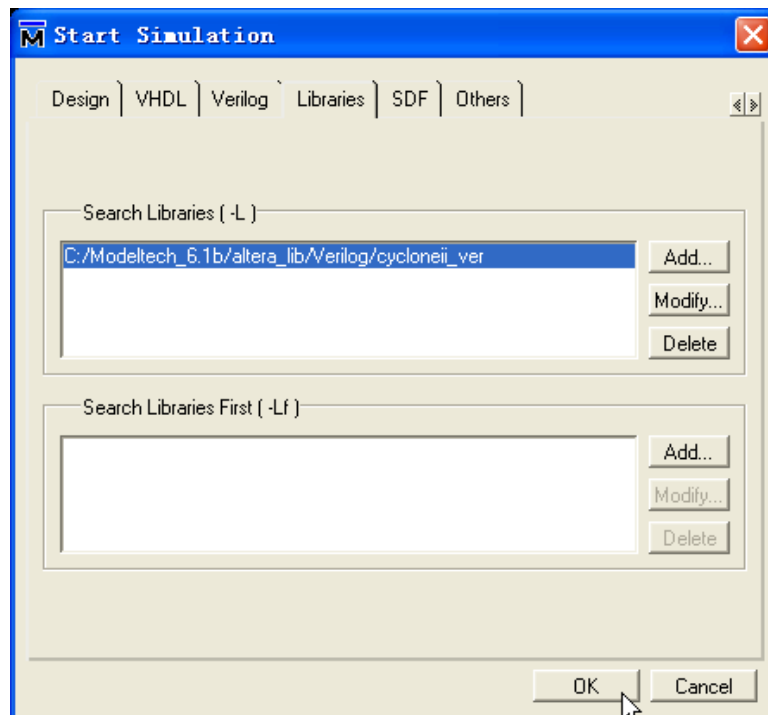 Start Simulation
Design VHDL Verilog Libraries SDF Others
Search Libraries ( -L )
C:/Modeltech_6.1b/altera_lib/Verilog/cycloneii_ver
Add...
Modify...
Delete
Search Libraries First ( -Lf )
Add...
Modify...
Delete
OK Cancel